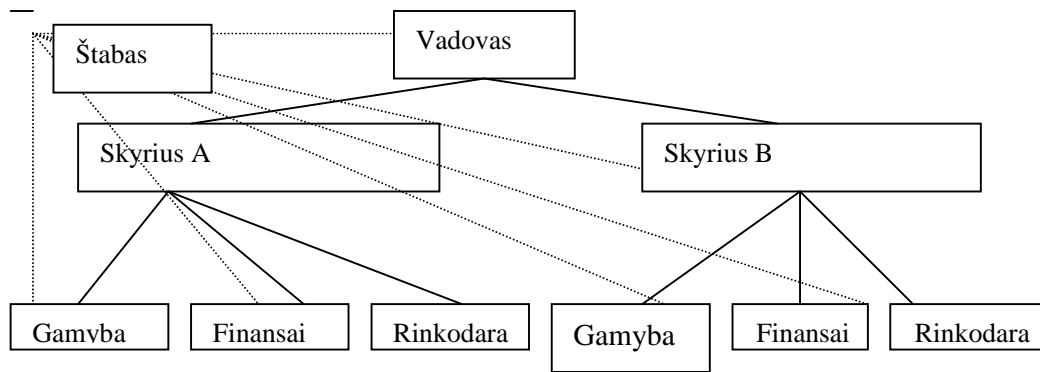 Štabas
Vadovas
Skyrius A
Skyrius B
Gamyba
Finansai
Rinkodara
Gamyba
Finansai
Rinkodara